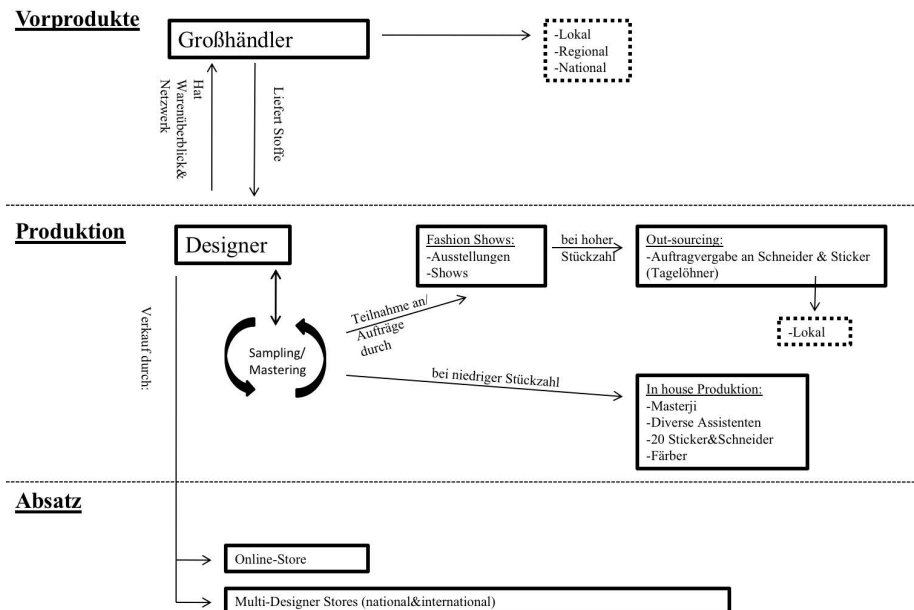 Vorprodukte
Großhändler
-Lokal
-Regional
-National
Hat
Warenüberblick&
Netzwerk
Liefert Stoffe
Produktion
Designer
Fashion Shows:
-Ausstellungen
-Shows
bei hoher
Stückzahl
Out-sourcing:
-Auftragvergabe an Schneider & Sticker
(Tagelöhner)
-Lokal
Verkauf durch:
Sampling/
Mastering
Teilnahme an/
Aufträge
durch
bei niedriger Stückzahl
In house Produktion:
-Masterji
-Diverse Assistenten
-20 Sticker&Schneider
-Färber
Absatz
Online-Store
Multi-Designer Stores (national&international)